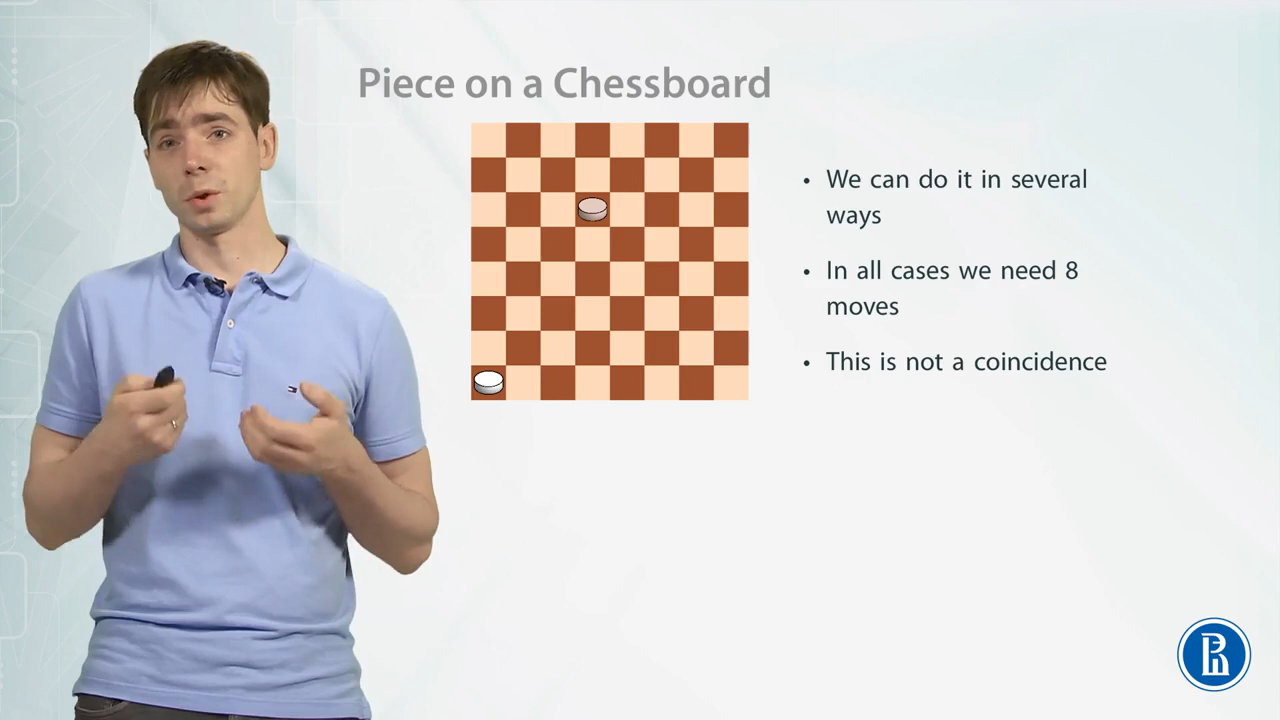 Piece on a Chessboard
• We can do it in several
ways
• In all cases we need 8
moves
• This is not a coincidence